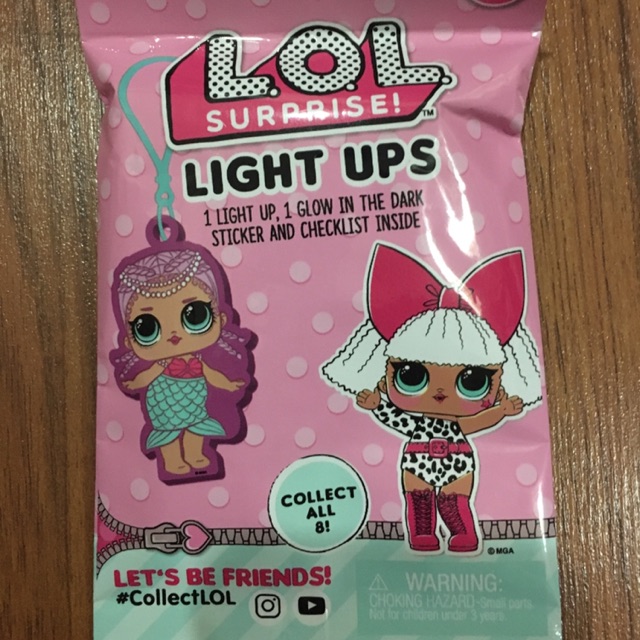 L.O.L.
SURPRISE!
™
LIGHT UPS
1 LIGHT UP, 1 GLOW IN THE DARK
STICKER AND CHECKLIST INSIDE
COLLECT
ALL
8!
© MGA
LET'S BE FRIENDS!
#CollectLOL
WARNING:
CHOKING HAZARD-Small parts.
Not for children under 3 years.